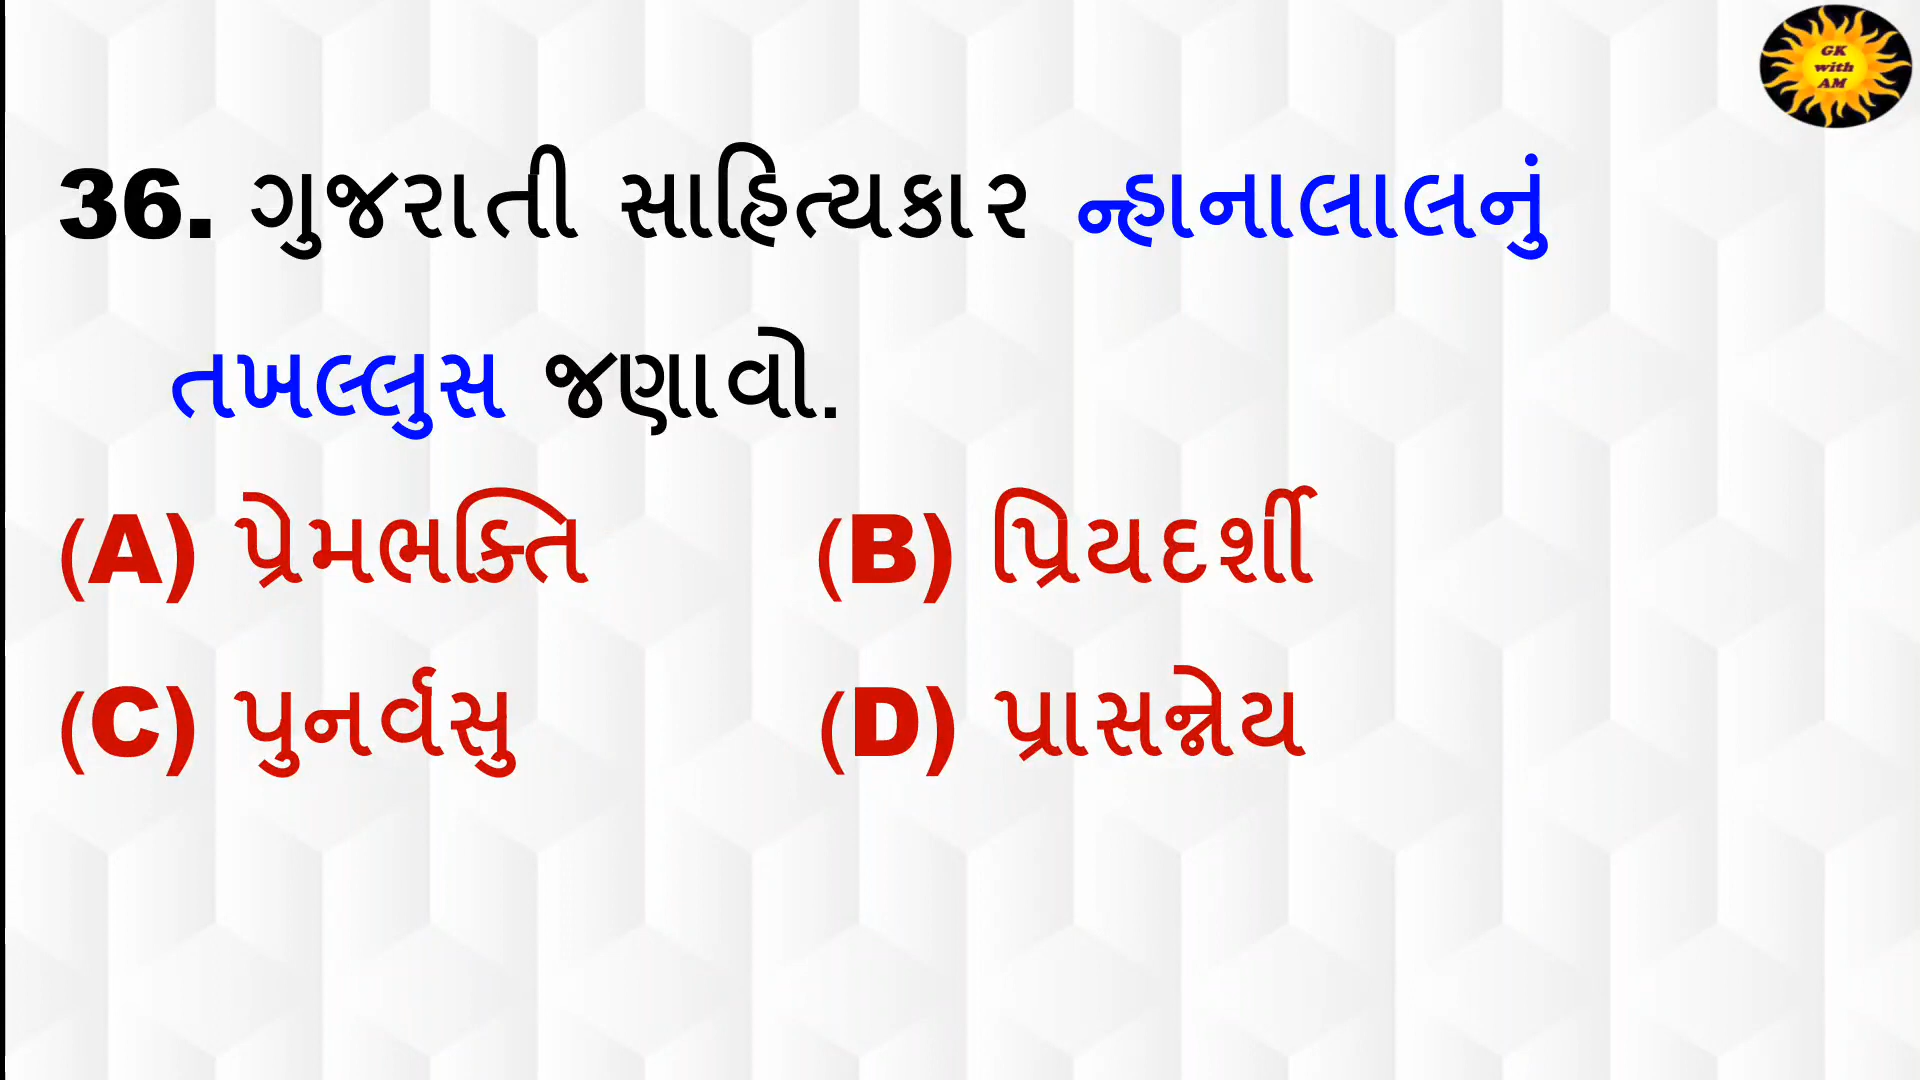 GK
with
AM
36. ગુજરાતી સાહિત્યકાર ન્હાનાલાલનું
તખલ્લુસ જણાવો.
(A) પ્રેમભક્તિ (B) પ્રિયદર્શી
(C) પુનર્વસુ (D) પ્રાસન્નેય